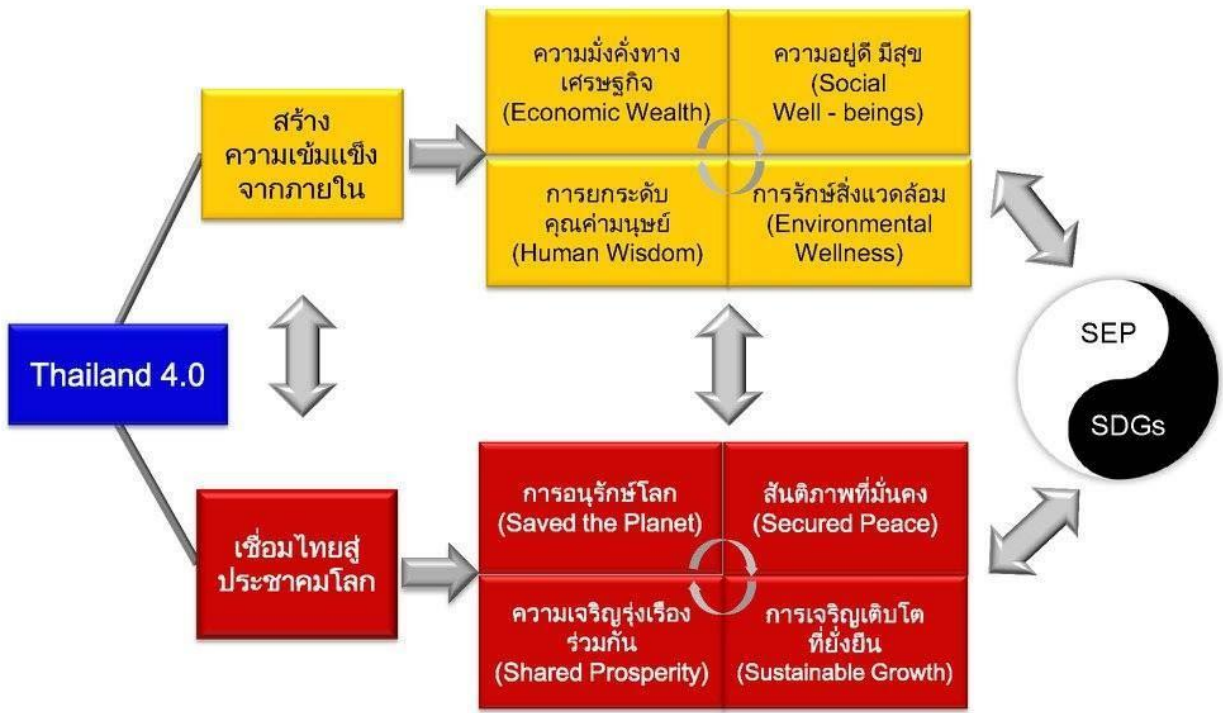 ความมั่งคั่งทาง
เศรษฐกิจ
(Economic Wealth)
ความอยู่ดี มีสุข
(Social
Well - beings)
สร้าง
ความเข้มแข็ง
จากภายใน
การยกระดับ
คุณค่ามนุษย์
(Human Wisdom)
การรักษ์สิ่งแวดล้อม
(Environmental
Wellness)
Thailand 4.0
SEP
SDGs
การอนุรักษ์โลก
(Saved the Planet)
สันติภาพที่มั่นคง
(Secured Peace)
เชื่อมไทยสู่
ประชาคมโลก
ความเจริญรุ่งเรือง
ร่วมกัน
(Shared Prosperity)
การเจริญเติบโต
ที่ยั่งยืน
(Sustainable Growth)